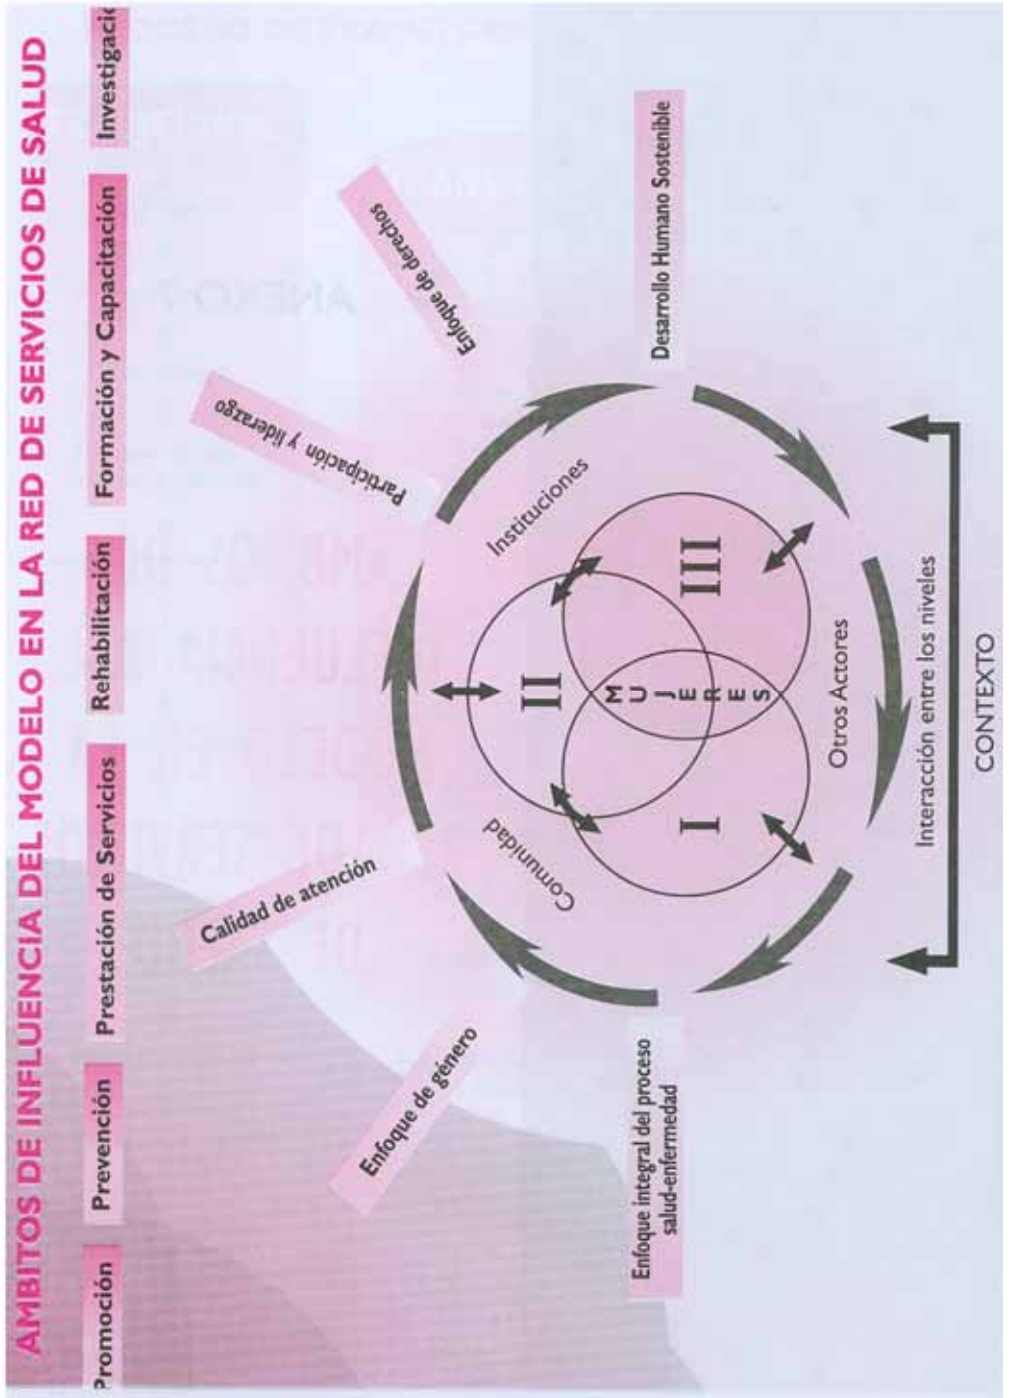 AMBITOS DE INFLUENCIA DEL MODELO EN LA RED DE SERVICIOS DE SALUD
Promoción
Prevención
Prestación de Servicios
Rehabilitación
Formación y Capacitación
Investigació
Enfoque integral del proceso
salud-enfermedad
Enfoque de género
Calidad de atención
Participación y liderazgo
Enfoque de derechos
Desarrollo Humano Sostenible
Comunidad
Instituciones
Otros Actores
I
II
III
MUJERES
Interacción entre los niveles
CONTEXTO
ANEXO 7